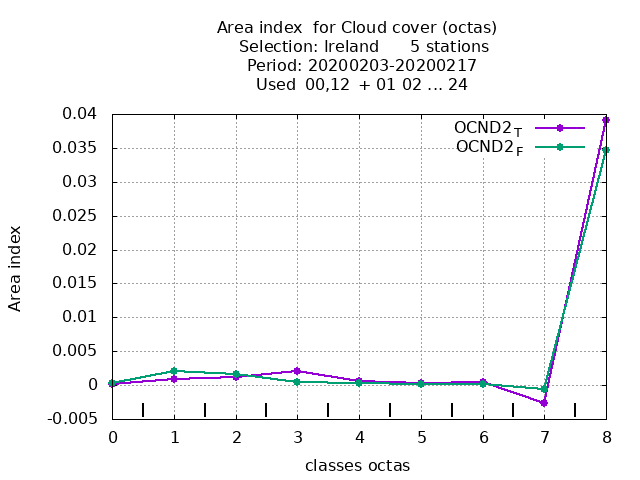 Area index  for Cloud cover (octas)
Selection: Ireland      5 stations
Period: 20200203-20200217
Used  00,12  + 01 02 ... 24
OCND2T
OCND2F
0.04
0.035
0.03
0.025
0.02
0.015
0.01
0.005
0
-0.005
Area index
0 1 2 3 4 5 6 7 8
classes octas